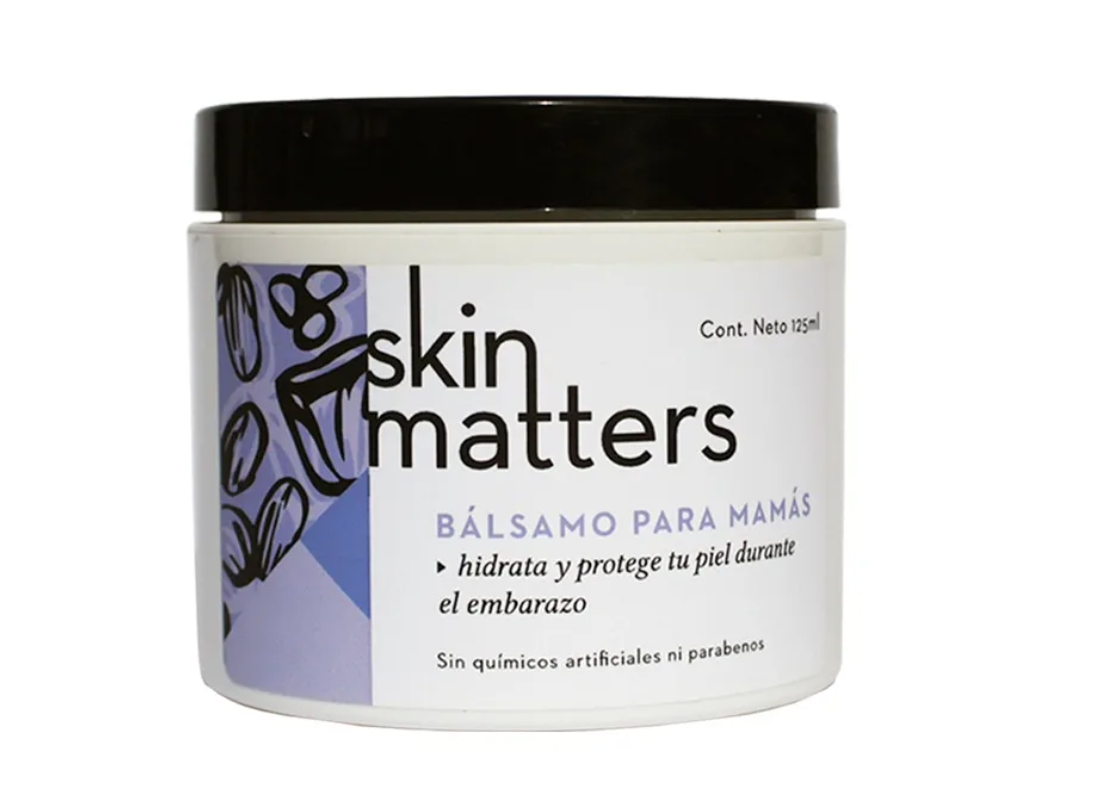 skin
matters
Cont. Neto 125ml
BÁLSAMO PARA MAMÁS
▸ hidrata y protege tu piel durante
el embarazo
Sin químicos artificiales ni parabenos